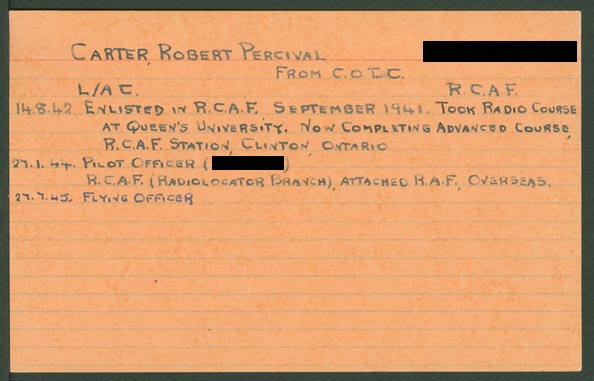 CARTER, ROBERT PERCIVAL
FROM C.O.T.C.
L/AC. R.C.A.F.
14.8.42. ENLISTED IN R.C.A.F. SEPTEMBER 1941. TOOK RADIO COURSE
AT QUEEN'S UNIVERSITY. NOW COMPLETING ADVANCED COURSE,
R.C.A.F. STATION, CLINTON, ONTARIO
27.1.44. PILOT OFFICER ( )
R.C.A.F. (RADIOLOCATOR BRANCH), ATTACHED R.A.F., OVERSEAS.
27.7.45. FLYING OFFICER